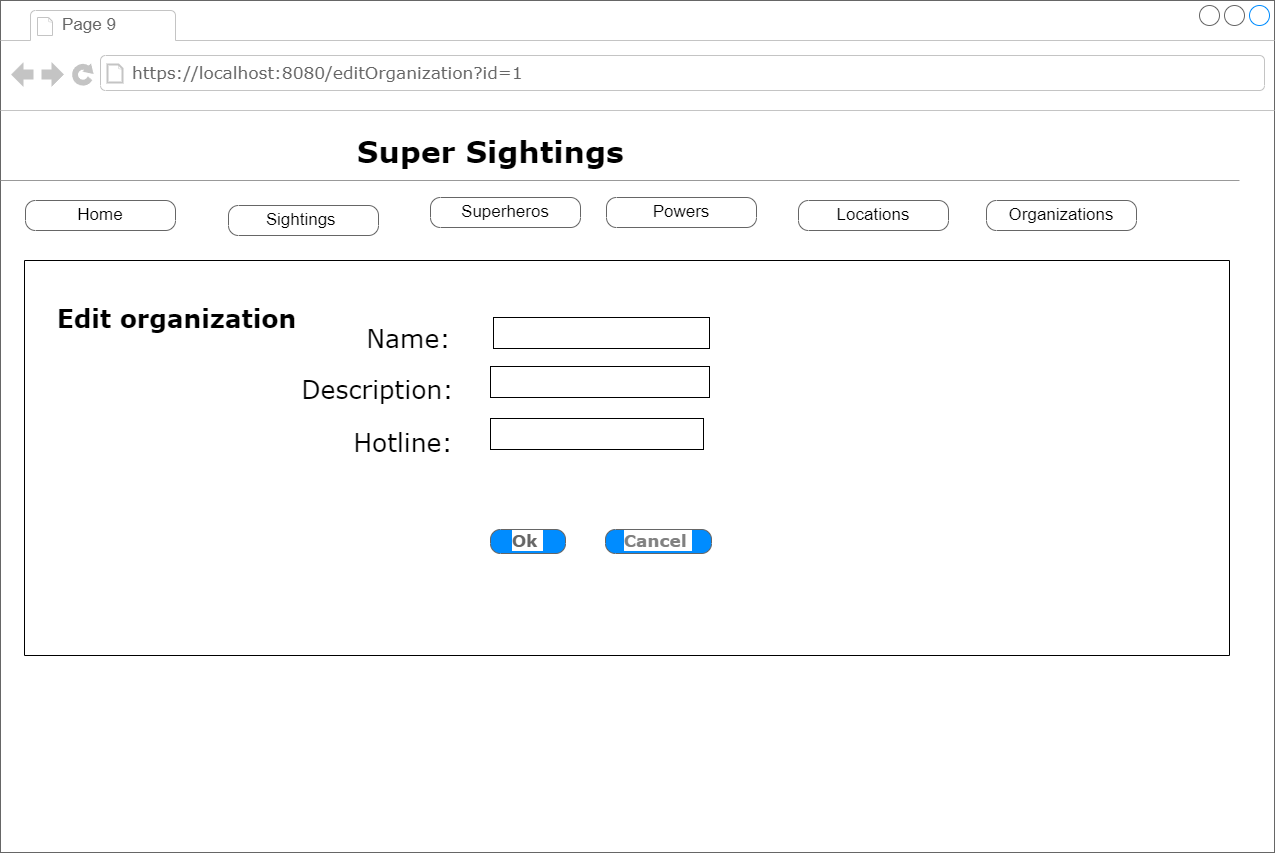 Page 9
https://localhost:8080/editOrganization?id=1
Super Sightings
Home Sightings Superheros Powers Locations Organizations
Edit organization
Name:
Description:
Hotline:
Ok Cancel